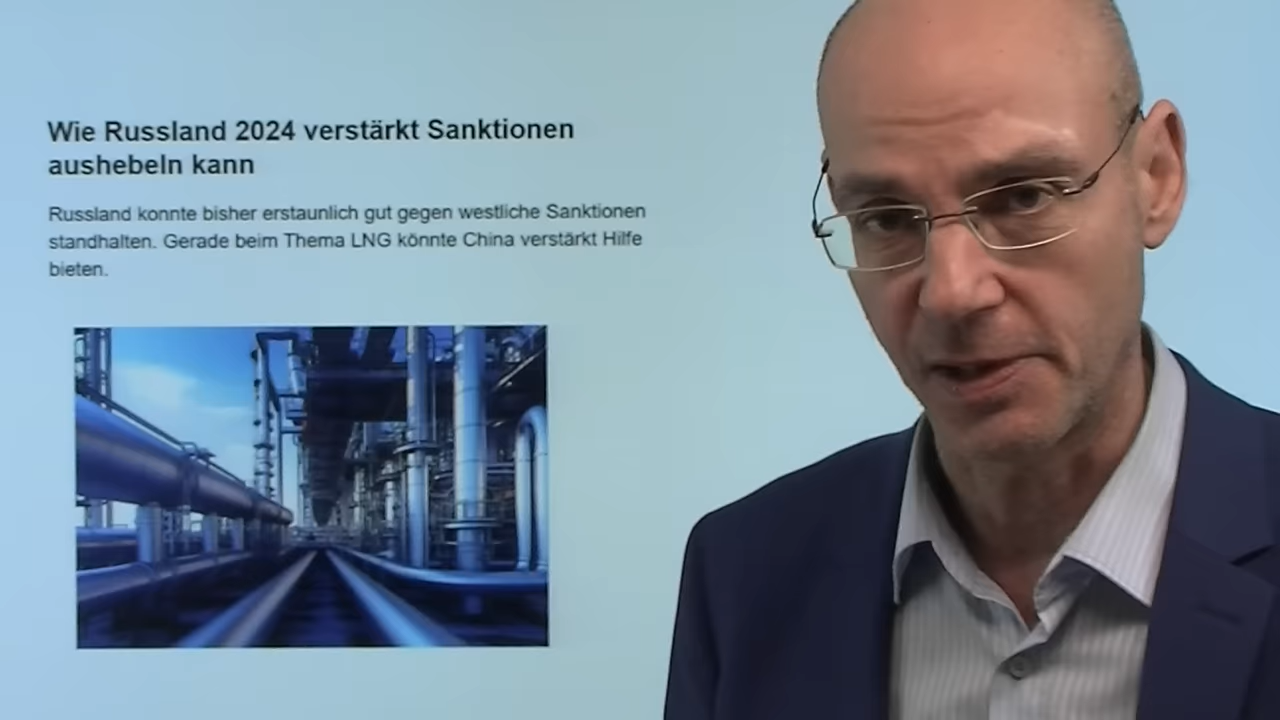 Wie Russland 2024 verstärkt Sanktionen
aushebeln kann
Russland konnte bisher erstaunlich gut gegen westliche Sanktionen
standhalten. Gerade beim Thema LNG könnte China verstärkt Hilfe
bieten.